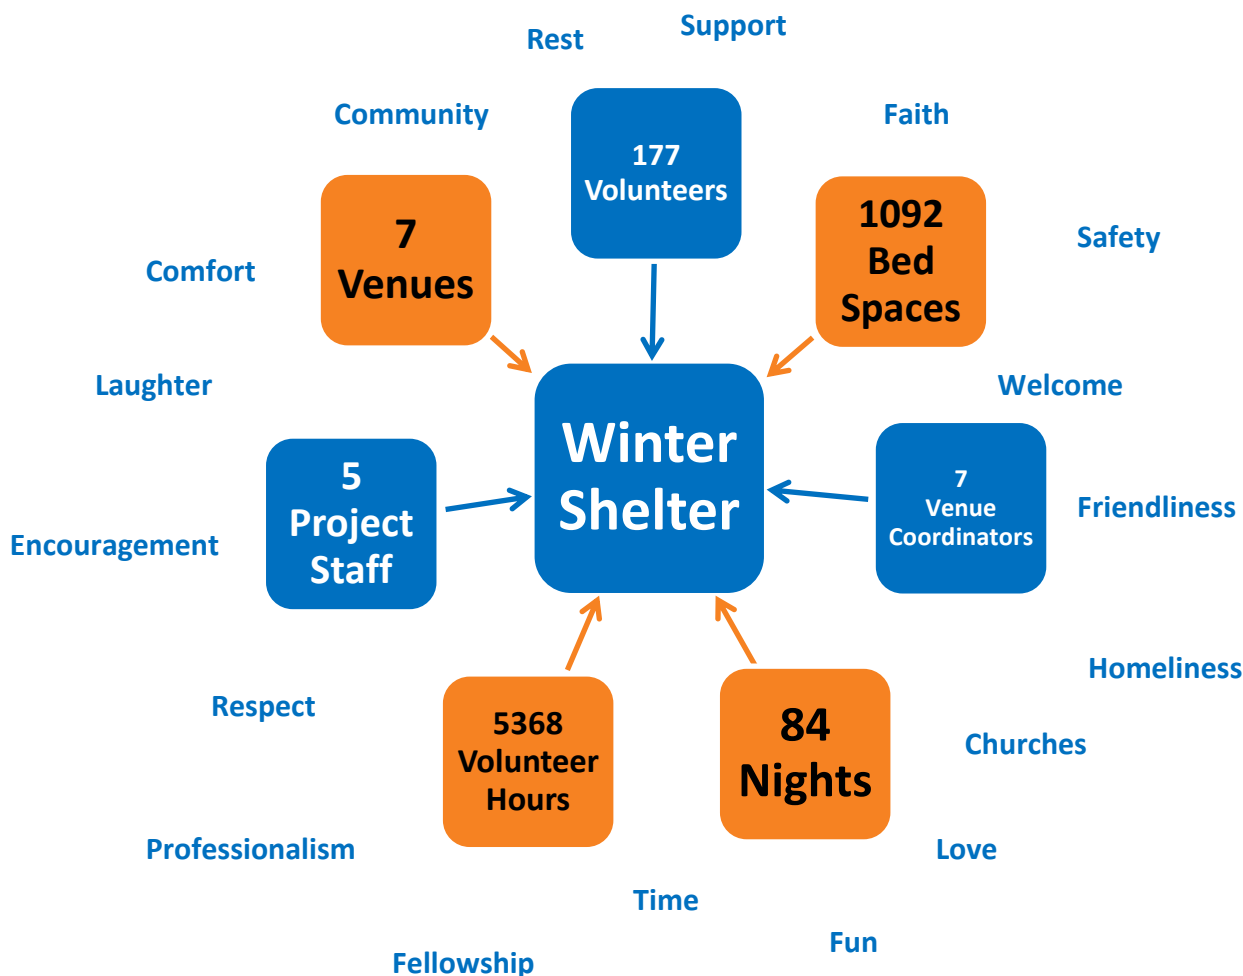 Support
Rest
Community
Faith
177
Volunteers
7
Venues
1092
Bed
Spaces
Safety
Comfort
Laughter
Welcome
Winter
Shelter
5
Project
Staff
7
Venue
Coordinators
Friendliness
Encouragement
Homeliness
Respect
5368
Volunteer
Hours
84
Nights
Churches
Professionalism
Love
Time
Fun
Fellowship